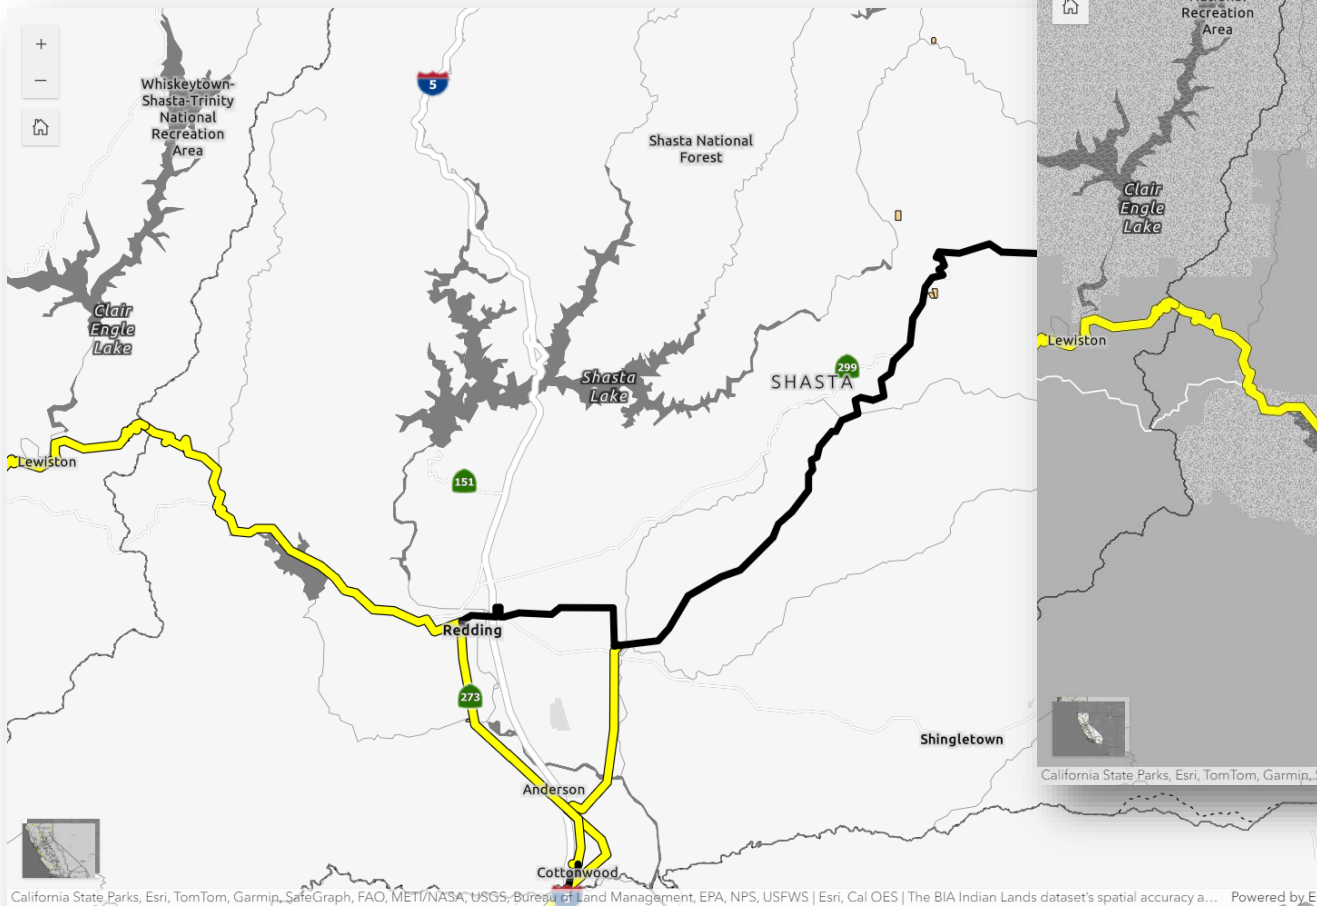 +
−
Whiskeytown-
Shasta-Trinity
National
Recreation
Area
5
Shasta National
Forest
Clair
Engle
Lake
Shasta
Lake
299
SHASTA
Lewiston
151
Redding
273
Shingletown
Anderson
Cottonwood
California State Parks, Esri, TomTom, Garmin, SafeGraph, FAO, METI/NASA, USGS, Bureau of Land Management, EPA, NPS, USFWS | Esri, Cal OES | The BIA Indian Lands dataset's spatial accuracy a... Powered by E
National
Recreation
Area
Clair
Engle
Lake
Lewiston
California State Parks, Esri, TomTom, Garmin, S